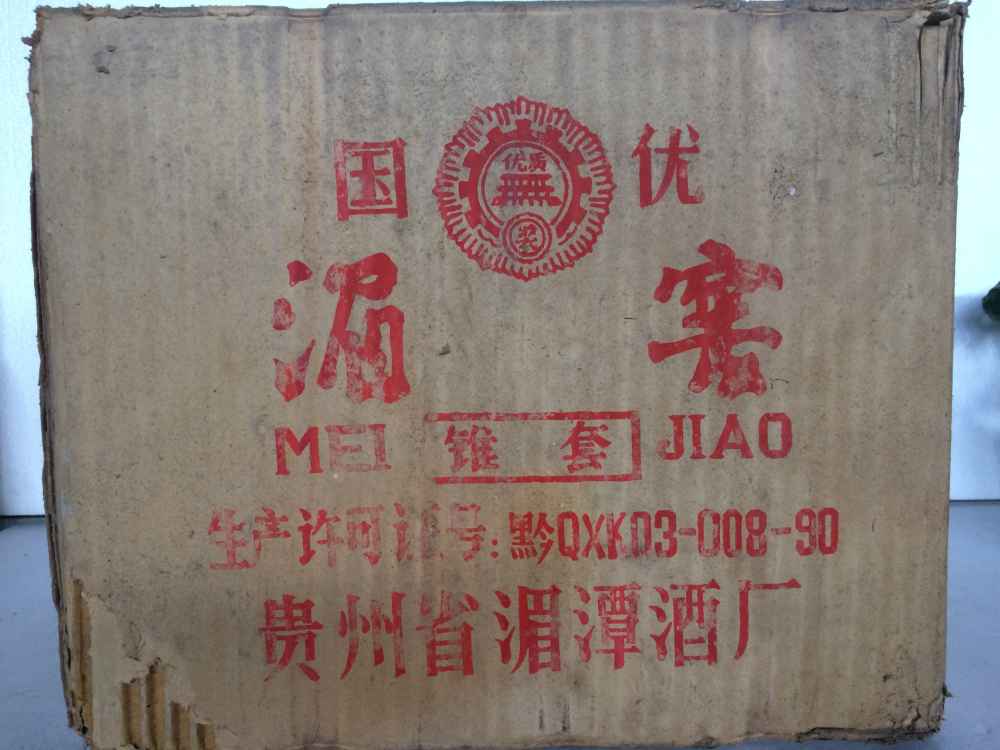 国 优
优质
奖
湄 窖
MEI 锥 套 JIAO
生产许可证号:黔QXK03-008-90
贵州省湄潭酒厂